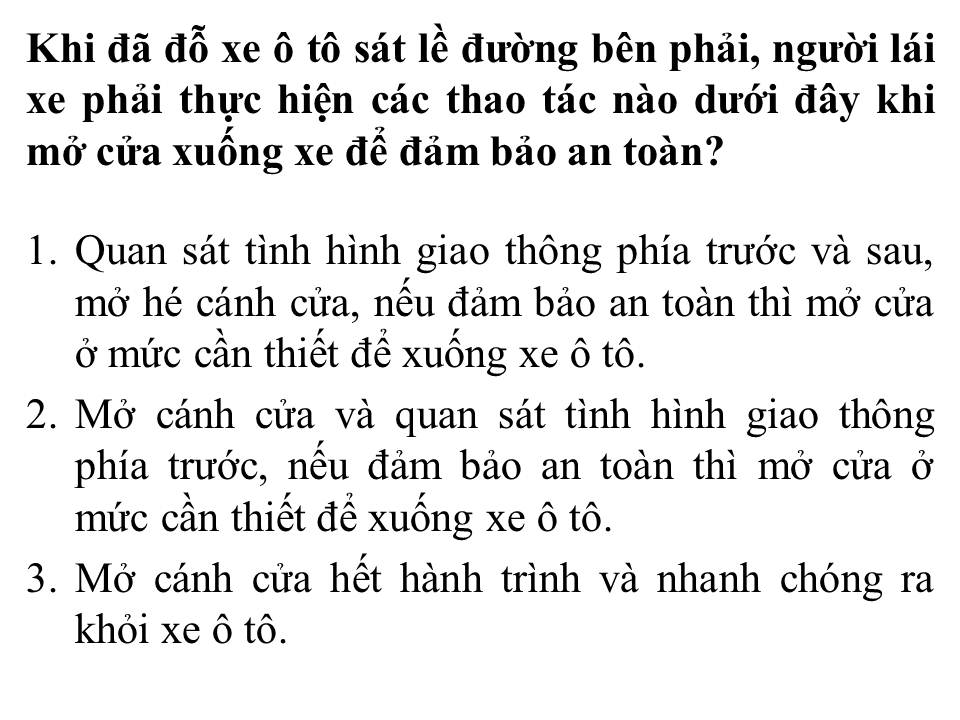 Khi đã đỗ xe ô tô sát lề đường bên phải, người lái
xe phải thực hiện các thao tác nào dưới đây khi
mở cửa xuống xe để đảm bảo an toàn?
1. Quan sát tình hình giao thông phía trước và sau,
mở hé cánh cửa, nếu đảm bảo an toàn thì mở cửa
ở mức cần thiết để xuống xe ô tô.
2. Mở cánh cửa và quan sát tình hình giao thông
phía trước, nếu đảm bảo an toàn thì mở cửa ở
mức cần thiết để xuống xe ô tô.
3. Mở cánh cửa hết hành trình và nhanh chóng ra
khỏi xe ô tô.